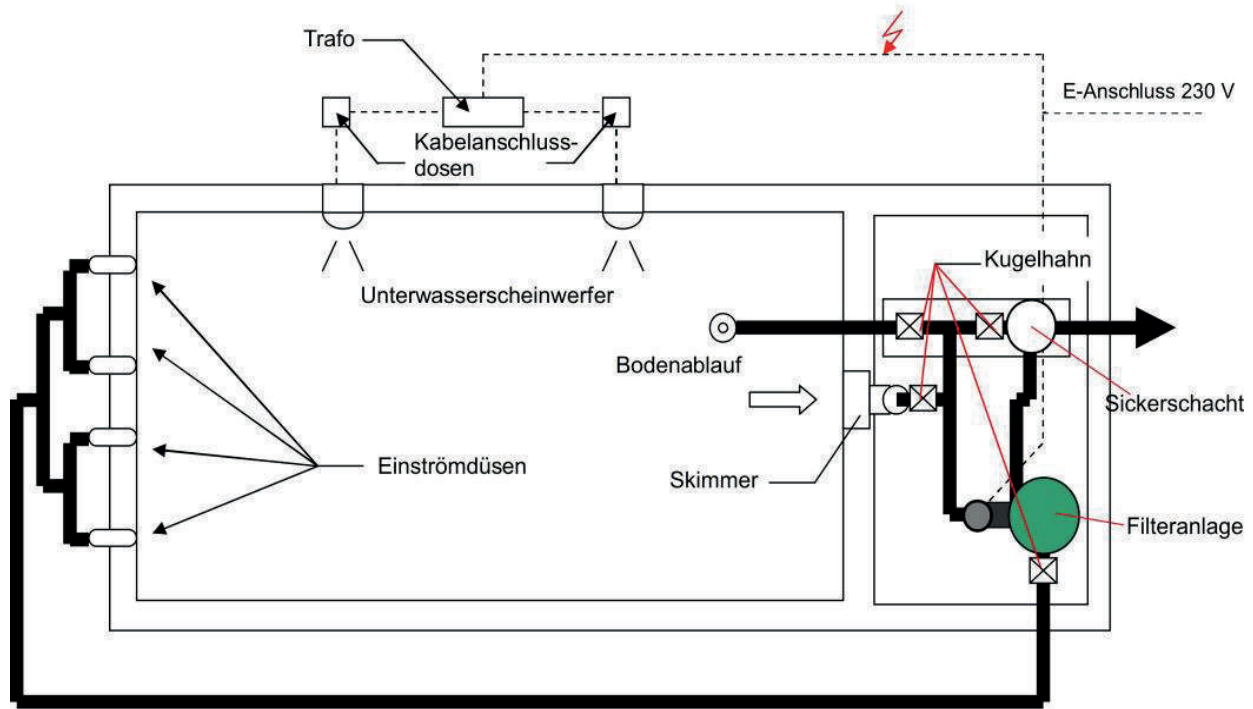 Trafo
E-Anschluss 230 V
Kabelanschluss-
dosen
Kugelhahn
Unterwasserscheinwerfer
Bodenablauf
Sickerschacht
Einströmdüsen
Skimmer
Filteranlage